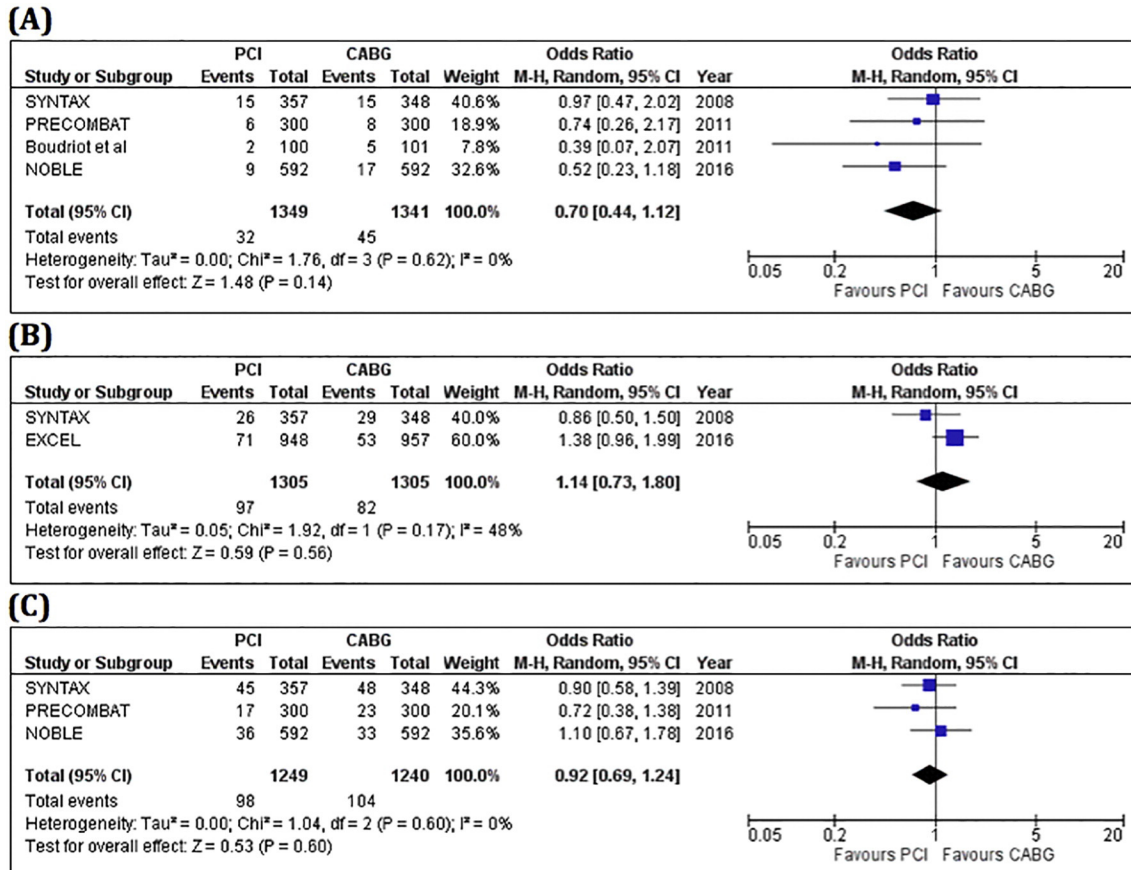 (A)
PCI CABG Odds Ratio Odds Ratio
Study or Subgroup Events Total Events Total Weight M-H, Random, 95% CI Year M-H, Random, 95% CI
SYNTAX 15 357 15 348 40.6% 0.97 [0.47, 2.02] 2008
PRECOMBAT 6 300 8 300 18.9% 0.74 [0.26, 2.17] 2011
Boudriot et al 2 100 5 101 7.8% 0.39 [0.07, 2.07] 2011
NOBLE 9 592 17 592 32.6% 0.52 [0.23, 1.18] 2016
Total (95% CI) 1349 1341 100.0% 0.70 [0.44, 1.12]
Total events 32 45
Heterogeneity: Tau² = 0.00; Chi² = 1.76, df = 3 (P = 0.62); I² = 0%
Test for overall effect: Z = 1.48 (P = 0.14)
0.05 0.2 1 5 20
Favours PCI Favours CABG
(B)
PCI CABG Odds Ratio Odds Ratio
Study or Subgroup Events Total Events Total Weight M-H, Random, 95% CI Year M-H, Random, 95% CI
SYNTAX 26 357 29 348 40.0% 0.86 [0.50, 1.50] 2008
EXCEL 71 948 53 957 60.0% 1.38 [0.96, 1.99] 2016
Total (95% CI) 1305 1305 100.0% 1.14 [0.73, 1.80]
Total events 97 82
Heterogeneity: Tau² = 0.05; Chi² = 1.92, df = 1 (P = 0.17); I² = 48%
Test for overall effect: Z = 0.59 (P = 0.56)
0.05 0.2 1 5 20
Favours PCI Favours CABG
(C)
PCI CABG Odds Ratio Odds Ratio
Study or Subgroup Events Total Events Total Weight M-H, Random, 95% CI Year M-H, Random, 95% CI
SYNTAX 45 357 48 348 44.3% 0.90 [0.58, 1.39] 2008
PRECOMBAT 17 300 23 300 20.1% 0.72 [0.38, 1.38] 2011
NOBLE 36 592 33 592 35.6% 1.10 [0.67, 1.78] 2016
Total (95% CI) 1249 1240 100.0% 0.92 [0.69, 1.24]
Total events 98 104
Heterogeneity: Tau² = 0.00; Chi² = 1.04, df = 2 (P = 0.60); I² = 0%
Test for overall effect: Z = 0.53 (P = 0.60)
0.05 0.2 1 5 20
Favours PCI Favours CABG